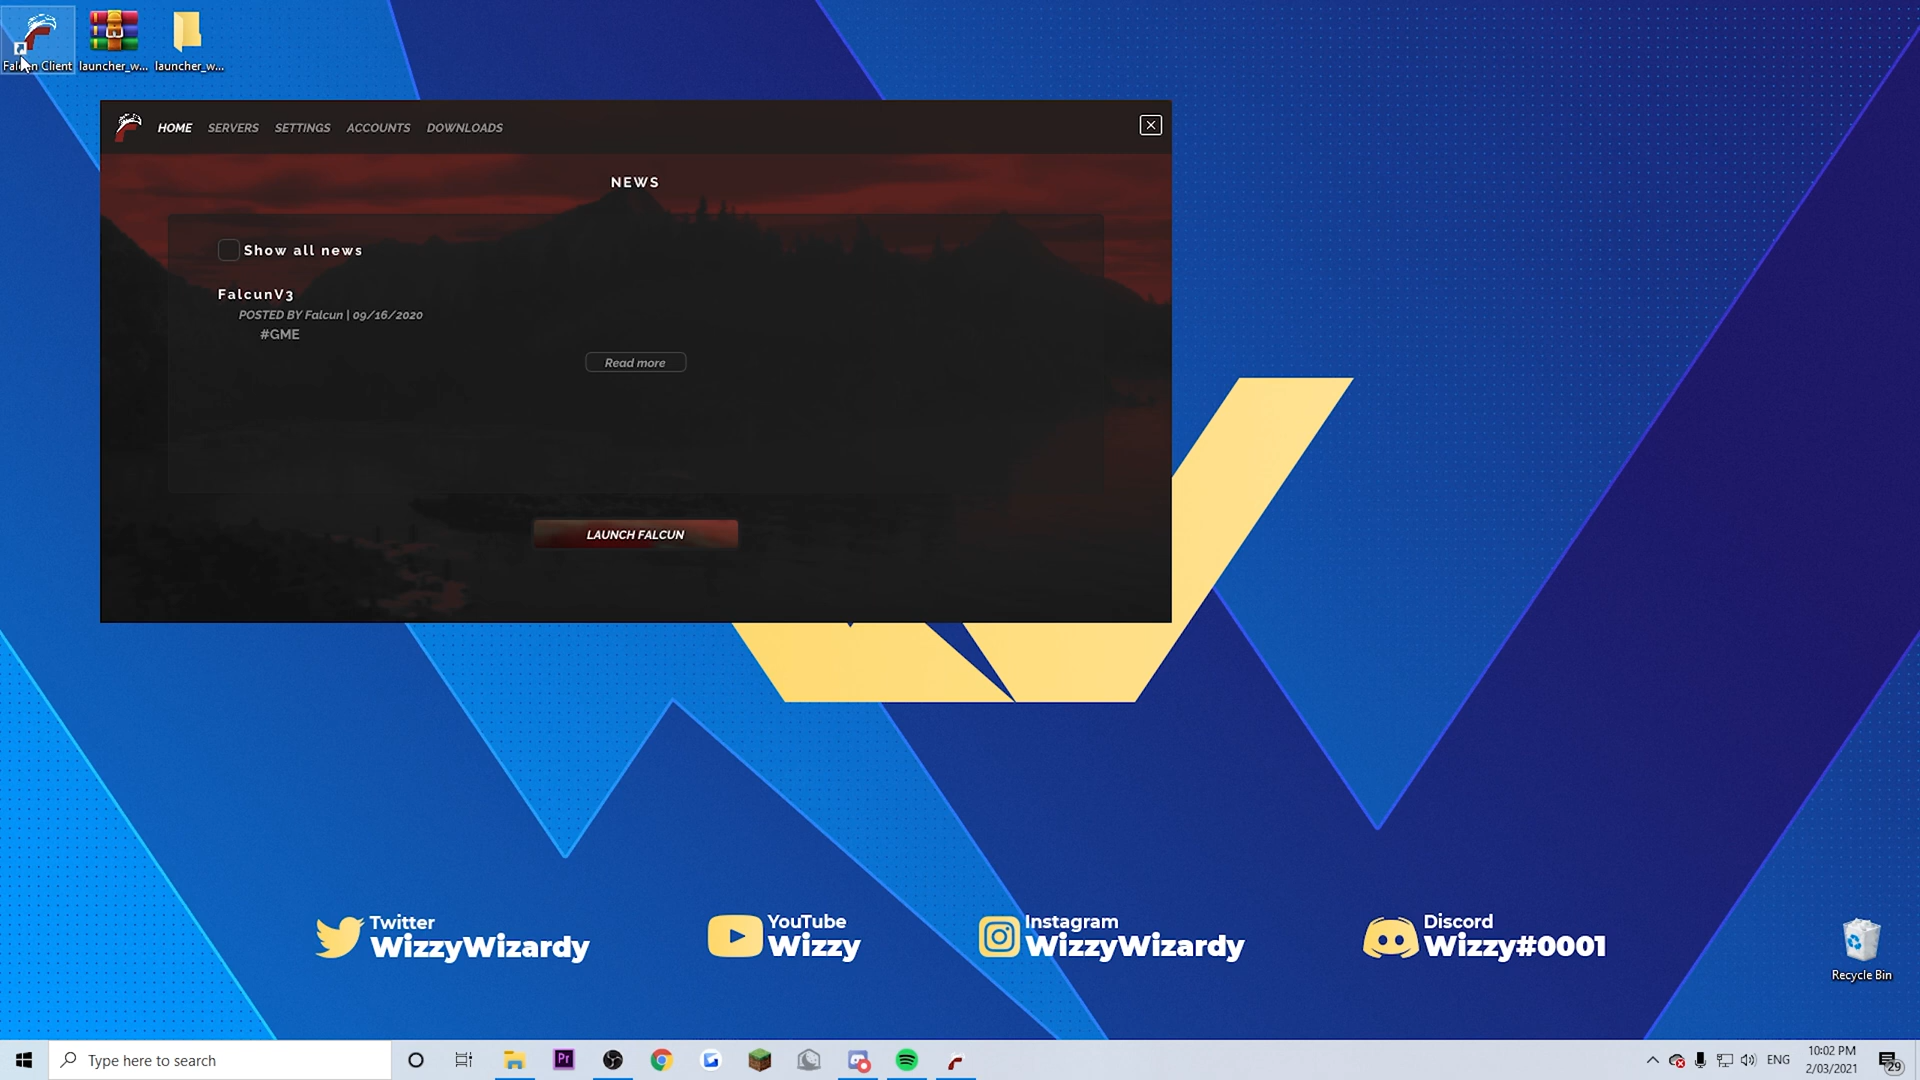 Falcun Client
launcher_w...
launcher_w...
HOME SERVERS SETTINGS ACCOUNTS DOWNLOADS
NEWS
Show all news
FalcunV3
POSTED BY Falcun | 09/16/2020
#GME
Read more
LAUNCH FALCUN
Twitter
WizzyWizardy
YouTube
Wizzy
Instagram
WizzyWizardy
Discord
Wizzy#0001
Recycle Bin
Type here to search
Pr
ENG
10:02 PM
2/03/2021
29